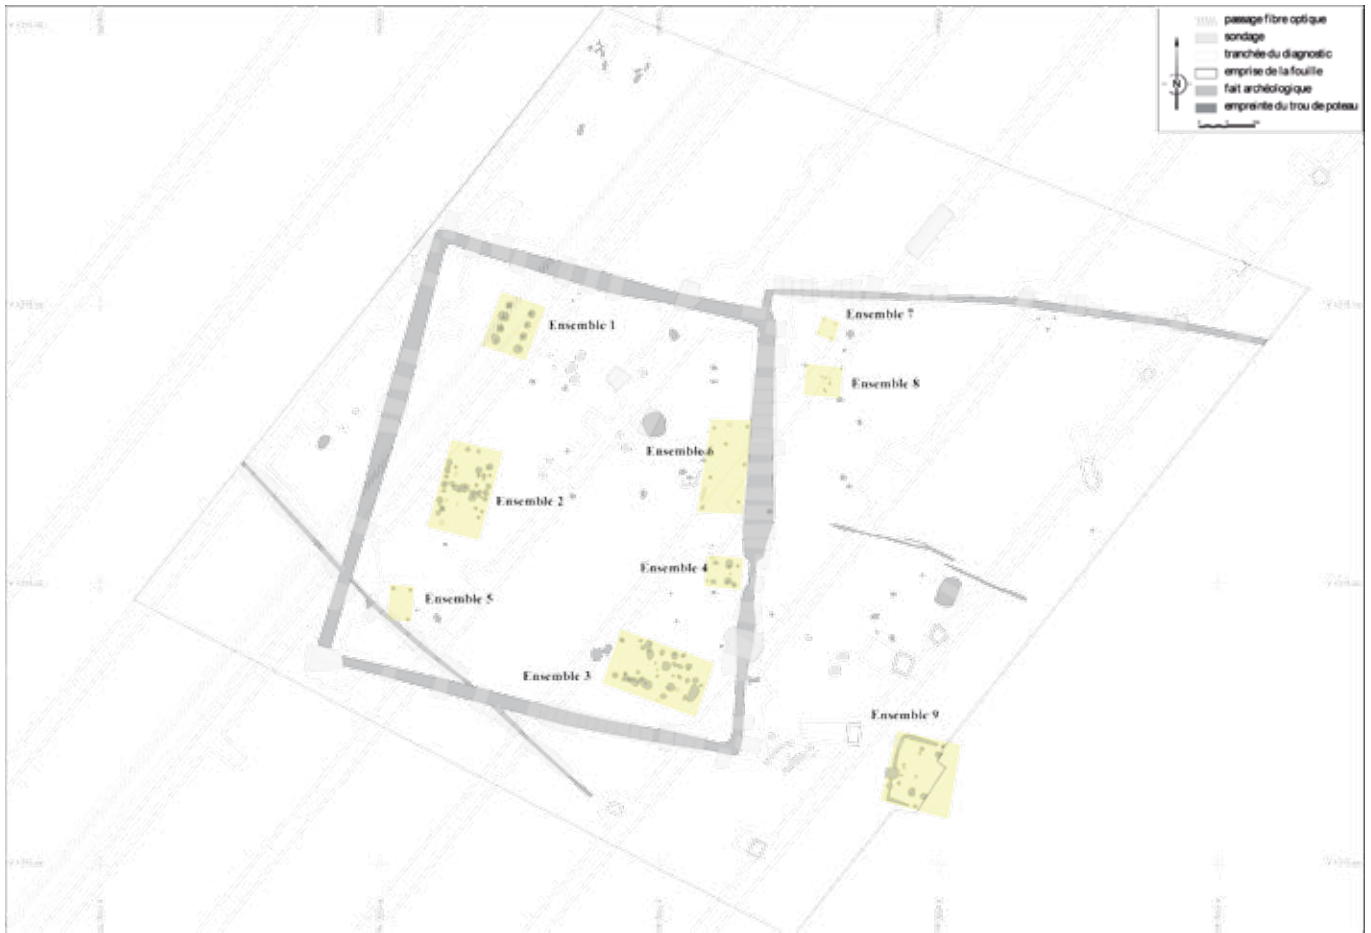 passage fibre optique
sondage
tranchée du diagnostic
emprise de la fouille
fait archéologique
empreinte du trou de poteau
N
Ensemble 1
Ensemble 7
Ensemble 8
Ensemble 6
Ensemble 2
Ensemble 4
Ensemble 5
Ensemble 3
Ensemble 9